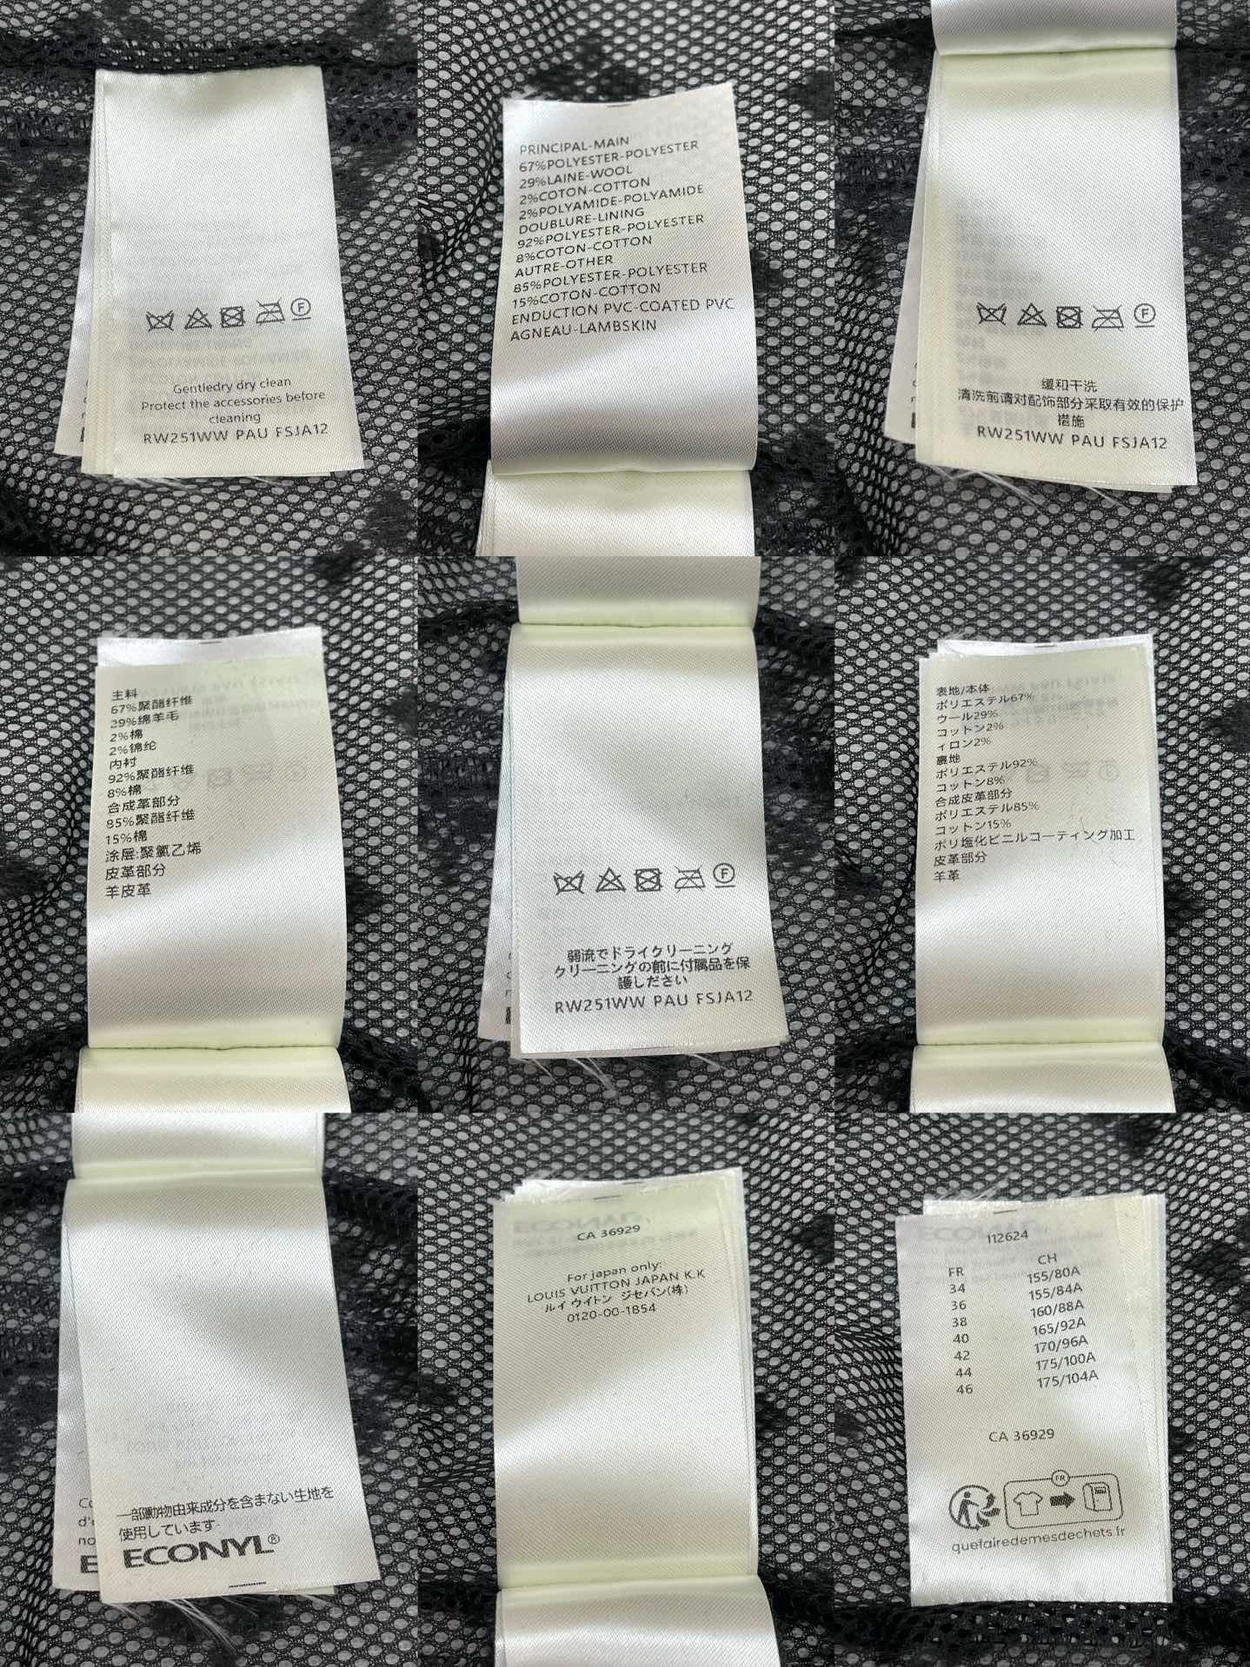 Gentledry dry clean
Protect the accessories before
cleaning
RW251WW PAU FSJA12
PRINCIPAL-MAIN
67%POLYESTER-POLYESTER
29%LAINE-WOOL
2%COTON-COTTON
2%POLYAMIDE-POLYAMIDE
DOUBLURE-LINING
92%POLYESTER-POLYESTER
8%COTON-COTTON
AUTRE-OTHER
85%POLYESTER-POLYESTER
15%COTON-COTTON
ENDUCTION PVC-COATED PVC
AGNEAU-LAMBSKIN
缓和干洗
清洗前请对配饰部分采取有效的保护
措施
RW251WW PAU FSJA12
主料
67%聚酯纤维
29%绵羊毛
2%棉
2%锦纶
内衬
92%聚酯纤维
8%棉
合成革部分
85%聚酯纤维
15%棉
涂层:聚氯乙烯
皮革部分
羊皮革
弱流でドライクリーニング
クリーニングの前に付属品を保
護しださい
RW251WW PAU FSJA12
表地/本体
ポリエステル67%
ウール29%
コットン2%
ィロン2%
裏地
ポリエステル92%
コットン8%
合成皮革部分
ポリエステル85%
コットン15%
ポリ塩化ビニルコーティング加工
皮革部分
羊革
一部動物由来成分を含まない生地を
使用しています
ECONYL®
CA 36929
For japan only:
LOUIS VUITTON JAPAN K.K
ルイ ウイトン ジセバン(株)
0120-00-1854
112624
FR CH
34 155/80A
36 155/84A
38 160/88A
40 165/92A
42 170/96A
44 175/100A
46 175/104A
CA 36929
FR
quefairedemesdechets.fr